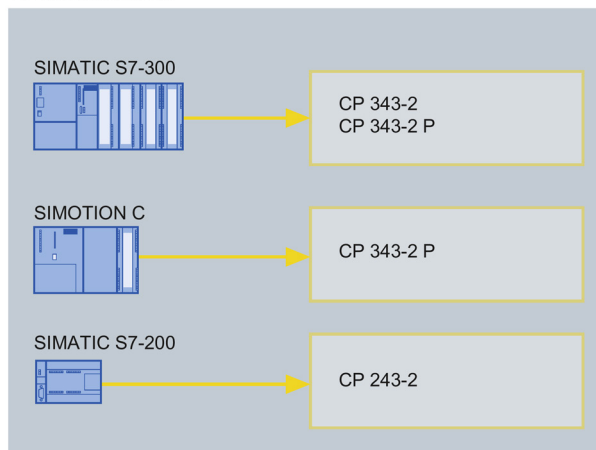 SIMATIC S7-300
CP 343-2
CP 343-2 P
SIMOTION C
CP 343-2 P
SIMATIC S7-200
CP 243-2